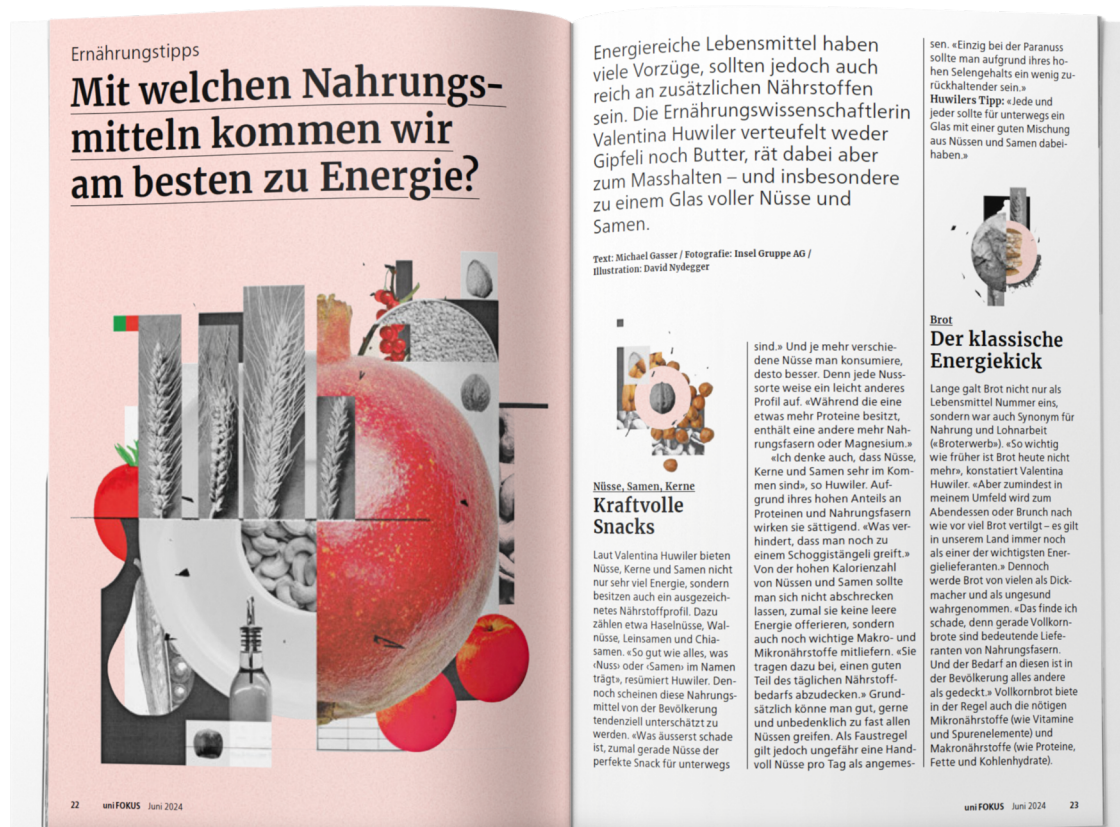 Ernährungstipps
Mit welchen Nahrungs-
mitteln kommen wir
am besten zu Energie?
22 uniFOKUS Juni 2024
Energiereiche Lebensmittel haben
viele Vorzüge, sollten jedoch auch
reich an zusätzlichen Nährstoffen
sein. Die Ernährungswissenschaftlerin
Valentina Huwiler verteufelt weder
Gipfeli noch Butter, rät dabei aber
zum Masshalten – und insbesondere
zu einem Glas voller Nüsse und
Samen.
Text: Michael Gasser / Fotografie: Insel Gruppe AG /
Illustration: David Nydegger
Nüsse, Samen, Kerne
Kraftvolle
Snacks
Laut Valentina Huwiler bieten
Nüsse, Kerne und Samen nicht
nur sehr viel Energie, sondern
besitzen auch ein ausgezeich-
netes Nährstoffprofil. Dazu
zählen etwa Haselnüsse, Wal-
nüsse, Leinsamen und Chia-
samen. «So gut wie alles, was
‹Nuss› oder ‹Samen› im Namen
trägt», resümiert Huwiler. Den-
noch scheinen diese Nahrungs-
mittel von der Bevölkerung
tendenziell unterschätzt zu
werden. «Was äusserst schade
ist, zumal gerade Nüsse der
perfekte Snack für unterwegs
sind.» Und je mehr verschie-
dene Nüsse man konsumiere,
desto besser. Denn jede Nuss-
sorte weise ein leicht anderes
Profil auf. «Während die eine
etwas mehr Proteine besitzt,
enthält eine andere mehr Nah-
rungsfasern oder Magnesium.»
«Ich denke auch, dass Nüsse,
Kerne und Samen sehr im Kom-
men sind», so Huwiler. Auf-
grund ihres hohen Anteils an
Proteinen und Nahrungsfasern
wirken sie sättigend. «Was ver-
hindert, dass man noch zu
einem Schoggistängeli greift.»
Von der hohen Kalorienzahl
von Nüssen und Samen sollte
man sich nicht abschrecken
lassen, zumal sie keine leere
Energie offerieren, sondern
auch noch wichtige Makro- und
Mikronährstoffe mitliefern. «Sie
tragen dazu bei, einen guten
Teil des täglichen Nährstoff-
bedarfs abzudecken.» Grund-
sätzlich könne man gut, gerne
und unbedenklich zu fast allen
Nüssen greifen. Als Faustregel
gilt jedoch ungefähr eine Hand-
voll Nüsse pro Tag als angemes-
sen. «Einzig bei der Paranuss
sollte man aufgrund ihres ho-
hen Selengehalts ein wenig zu-
rückhaltender sein.»
Huwilers Tipp: «Jede und
jeder sollte für unterwegs ein
Glas mit einer guten Mischung
aus Nüssen und Samen dabei-
haben.»
Brot
Der klassische
Energiekick
Lange galt Brot nicht nur als
Lebensmittel Nummer eins,
sondern war auch Synonym für
Nahrung und Lohnarbeit
(«Broterwerb»). «So wichtig
wie früher ist Brot heute nicht
mehr», konstatiert Valentina
Huwiler. «Aber zumindest in
meinem Umfeld wird zum
Abendessen oder Brunch nach
wie vor viel Brot vertilgt – es gilt
in unserem Land immer noch
als einer der wichtigsten Ener-
gielieferanten.» Dennoch
werde Brot von vielen als Dick-
macher und als ungesund
wahrgenommen. «Das finde ich
schade, denn gerade Vollkorn-
brote sind bedeutende Liefe-
ranten von Nahrungsfasern.
Und der Bedarf an diesen ist in
der Bevölkerung alles andere
als gedeckt.» Vollkornbrot biete
in der Regel auch die nötigen
Mikronährstoffe (wie Vitamine
und Spurenelemente) und
Makronährstoffe (wie Proteine,
Fette und Kohlenhydrate).
uniFOKUS Juni 2024 23